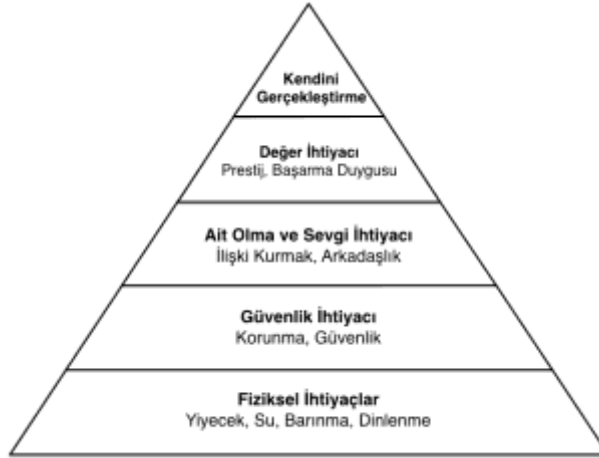 Kendini
Gerçekleştirme
Değer İhtiyacı
Prestij, Başarma Duygusu
Ait Olma ve Sevgi İhtiyacı
İlişki Kurmak, Arkadaşlık
Güvenlik İhtiyacı
Korunma, Güvenlik
Fiziksel İhtiyaçlar
Yiyecek, Su, Barınma, Dinlenme